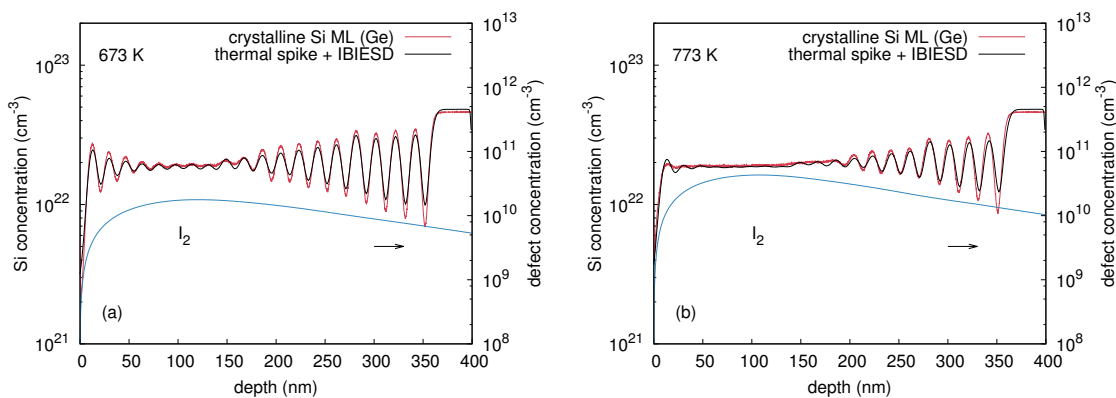 673 K
crystalline Si ML (Ge)
thermal spike + IBIESD
Si concentration (cm-3)
10^23
10^22
10^21
I2
(a)
0 50 100 150 200 250 300 350 400
depth (nm)
10^13
10^12
10^11
10^10
10^9
10^8
defect concentration (cm-3)
773 K
crystalline Si ML (Ge)
thermal spike + IBIESD
Si concentration (cm-3)
10^23
10^22
10^21
I2
(b)
0 50 100 150 200 250 300 350 400
depth (nm)
10^13
10^12
10^11
10^10
10^9
10^8
defect concentration (cm-3)